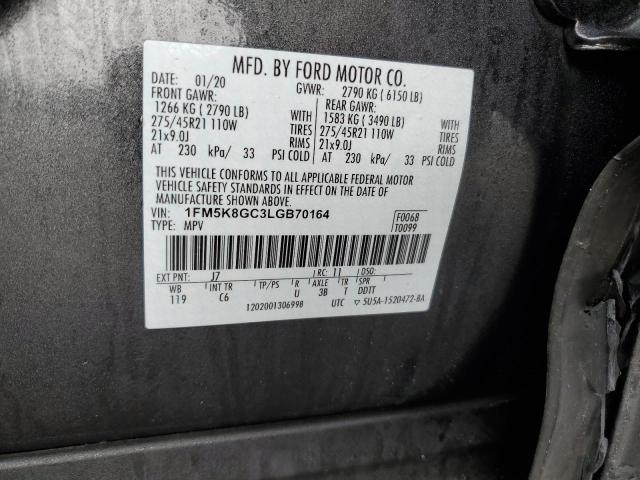 MFD. BY FORD MOTOR CO.
DATE: 01/20 GVWR: 2790 KG ( 6150 LB)
FRONT GAWR: REAR GAWR:
1266 KG ( 2790 LB) WITH 1583 KG ( 3490 LB) WITH
275/45R21 110W TIRES 275/45R21 110W TIRES
21x9.0J RIMS 21x9.0J RIMS
AT 230 kPa/ 33 PSI COLD AT 230 kPa/ 33 PSI COLD
THIS VEHICLE CONFORMS TO ALL APPLICABLE FEDERAL MOTOR
VEHICLE SAFETY STANDARDS IN EFFECT ON THE DATE OF
MANUFACTURE SHOWN ABOVE.
VIN: 1FM5K8GC3LGB70164 F0068
TYPE: MPV T0099
EXT PNT: J7 RC: 11 DSO:
WB INT TR TP/PS R AXLE TR SPR
119 C6 U 3B T DDTT
1202001306998 UTC ▽ 5U5A-1520472-BA